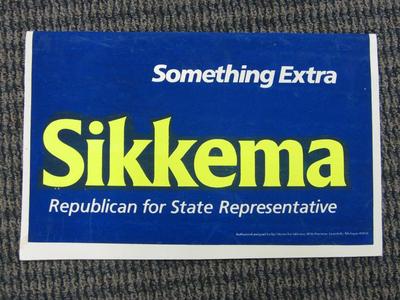 Something Extra
Sikkema
Republican for State Representative